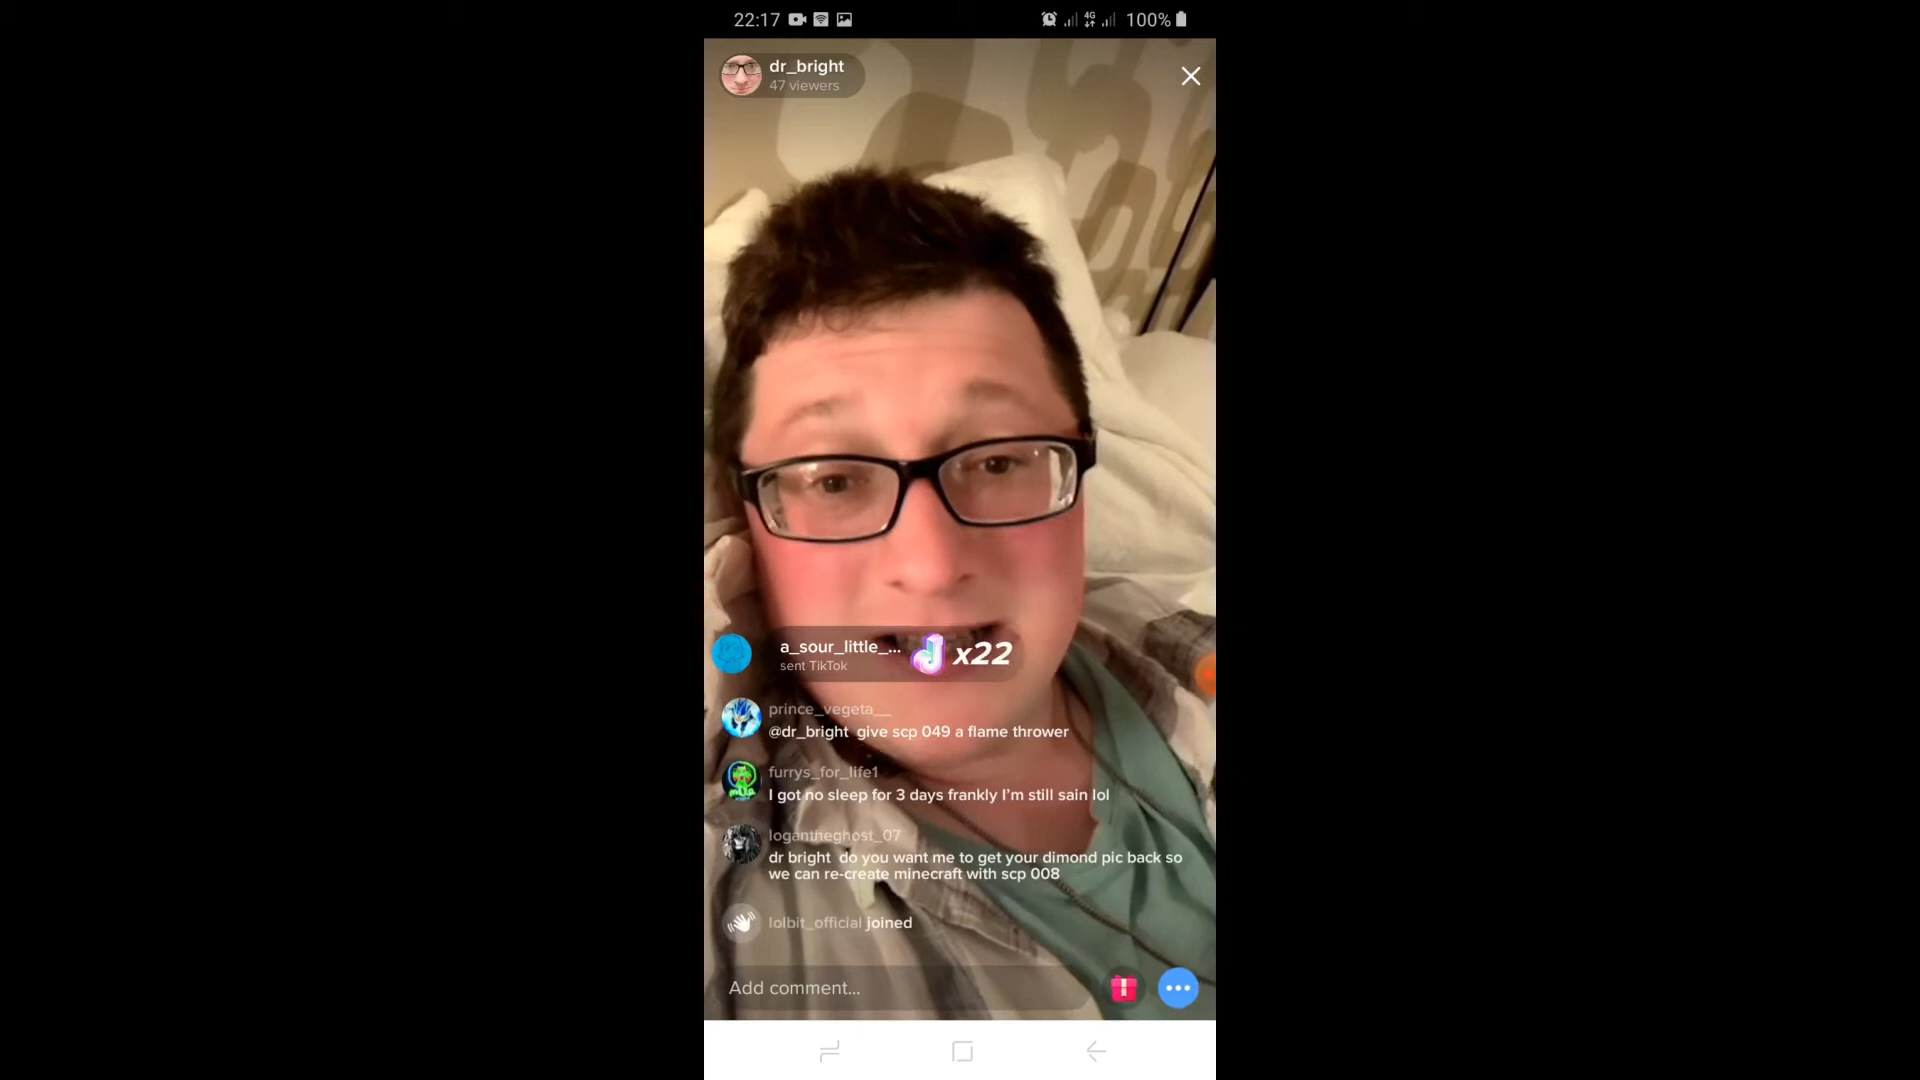 22:17
4G
100%
dr_bright
47 viewers
a_sour_little_...
sent TikTok
x22
prince_vegeta__
@dr_bright give scp 049 a flame thrower
furrys_for_life1
I got no sleep for 3 days frankly I'm still sain lol
logantheghost_07
dr bright do you want me to get your dimond pic back so
we can re-create minecraft with scp 008
lolbit_official joined
Add comment...